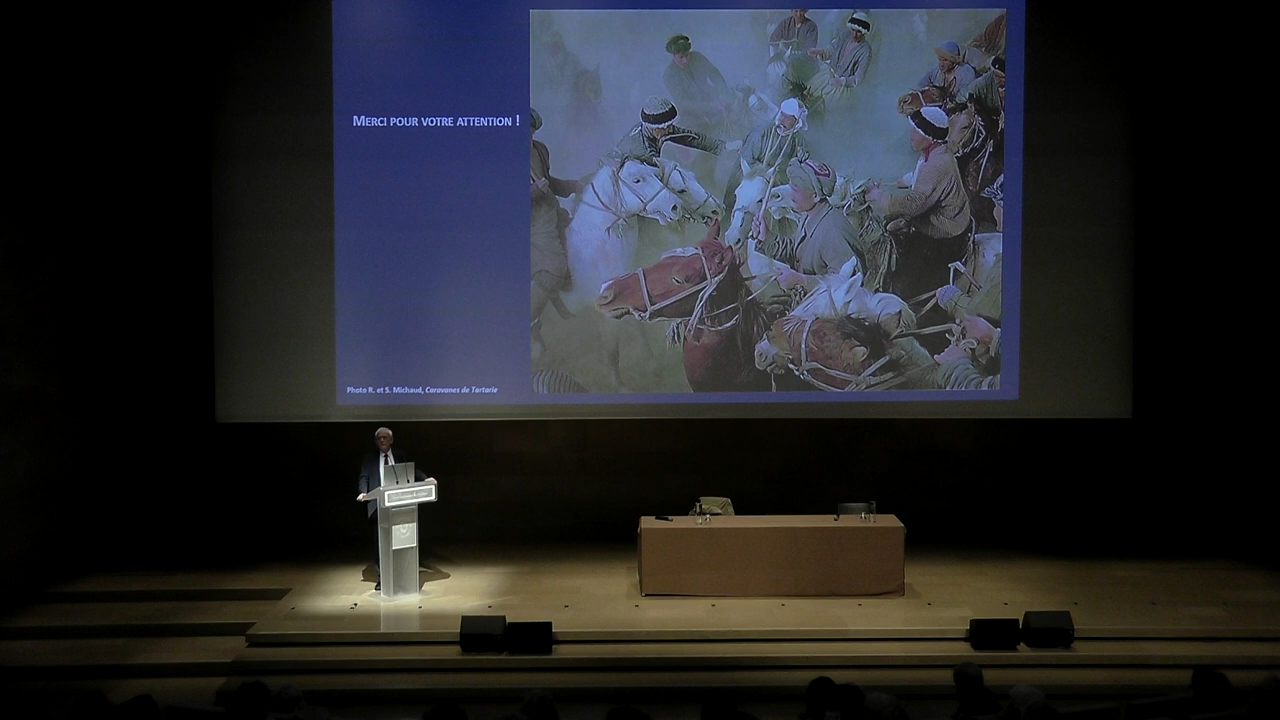 MERCI POUR VOTRE ATTENTION !
Photo R. et S. Michaud, Caravanes de Tartarie